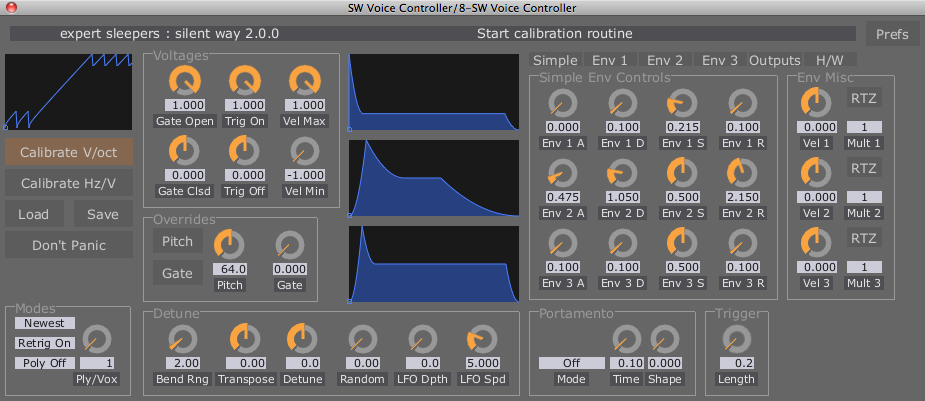 SW Voice Controller/8-SW Voice Controller
expert sleepers : silent way 2.0.0
Start calibration routine
Prefs
Calibrate V/oct
Calibrate Hz/V
Load Save
Don't Panic
Modes
Newest
Retrig On
Poly Off 1
Ply/Vox
Voltages
1.000 1.000 1.000
Gate Open Trig On Vel Max
0.000 0.000 -1.000
Gate Clsd Trig Off Vel Min
Overrides
Pitch
Gate
64.0 0.000
Pitch Gate
Detune
2.00 0.00 0.0 0.0 0.0 5.000
Bend Rng Transpose Detune Random LFO Dpth LFO Spd
Simple Env 1 Env 2 Env 3 Outputs H/W
Simple Env Controls
0.000 0.100 0.215 0.100
Env 1 A Env 1 D Env 1 S Env 1 R
0.475 1.050 0.500 2.150
Env 2 A Env 2 D Env 2 S Env 2 R
0.100 0.100 0.500 0.100
Env 3 A Env 3 D Env 3 S Env 3 R
Env Misc
RTZ
0.000 1
Vel 1 Mult 1
RTZ
0.000 1
Vel 2 Mult 2
RTZ
0.000 1
Vel 3 Mult 3
Portamento
Off 0.10 0.000
Mode Time Shape
Trigger
0.2
Length